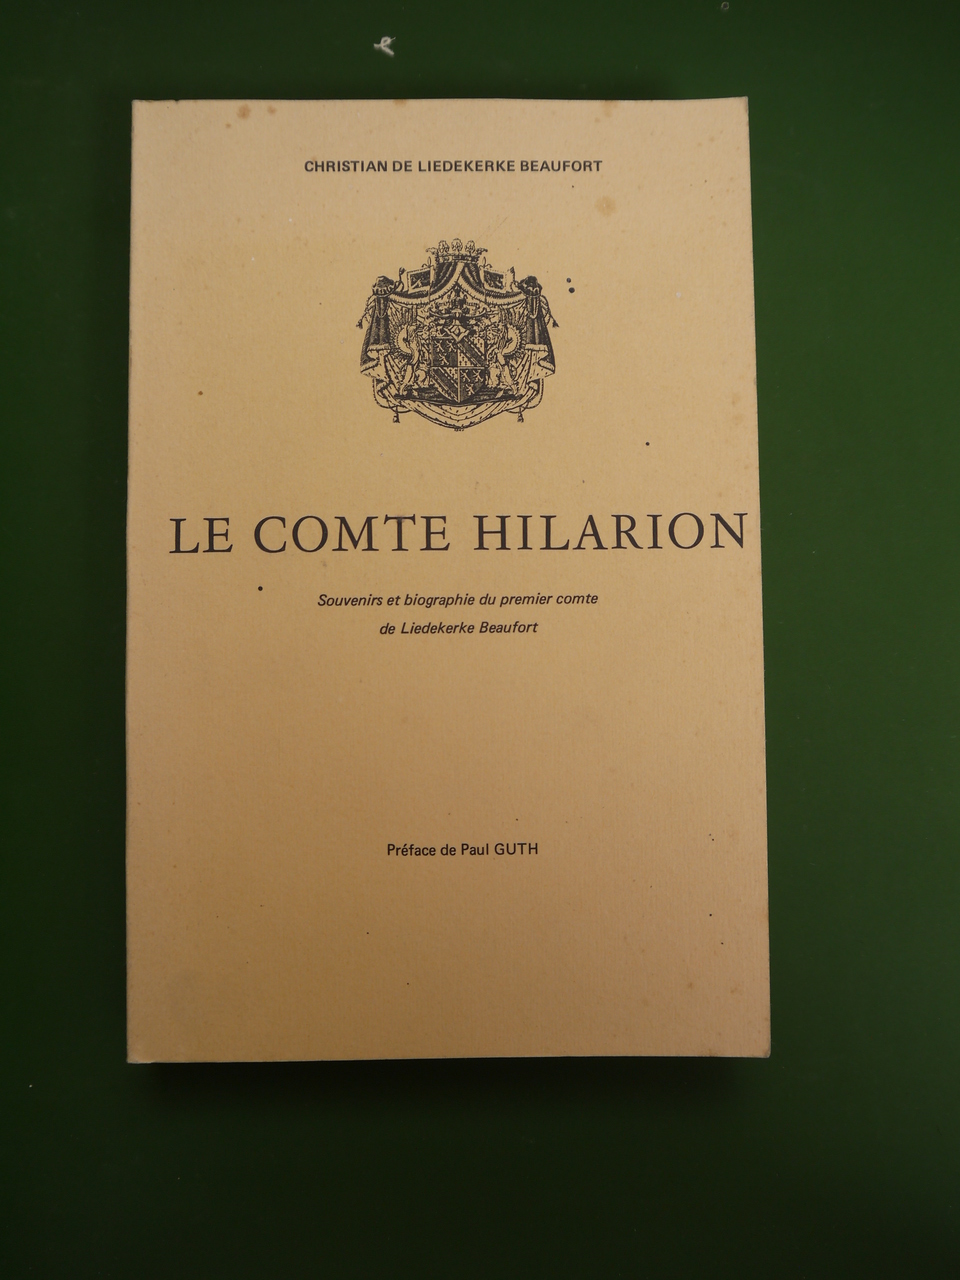 CHRISTIAN DE LIEDEKERKE BEAUFORT
LE COMTE HILARION
Souvenirs et biographie du premier comte
de Liedekerke Beaufort
Préface de Paul GUTH